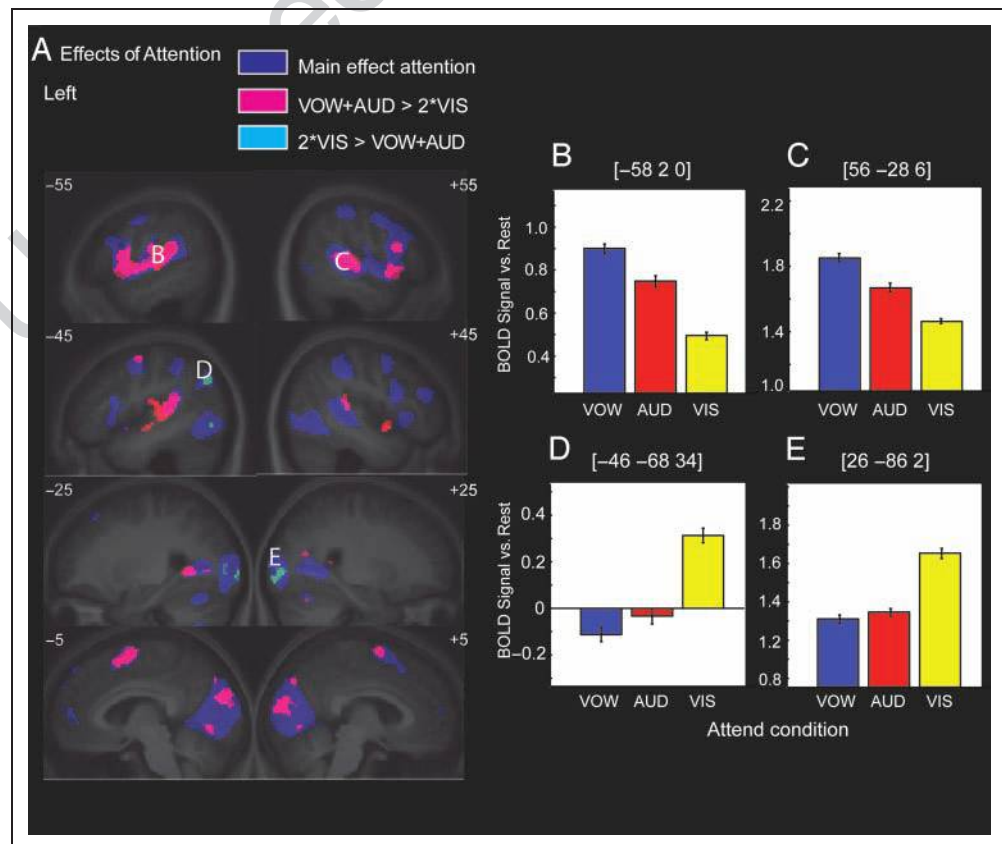 A Effects of Attention
Left
Main effect attention
VOW+AUD > 2*VIS
2*VIS > VOW+AUD
−55
+55
B
C
−45
+45
D
−25
+25
E
−5
+5
B
[−58 2 0]
BOLD Signal vs. Rest
1.0
0.8
0.6
0.4
VOW AUD VIS
C
[56 −28 6]
2.2
1.8
1.4
1.0
VOW AUD VIS
D
[−46 −68 34]
BOLD Signal vs. Rest
0.4
0.2
0
−0.2
VOW AUD VIS
E
[26 −86 2]
1.8
1.6
1.4
1.2
0.8
VOW AUD VIS
Attend condition